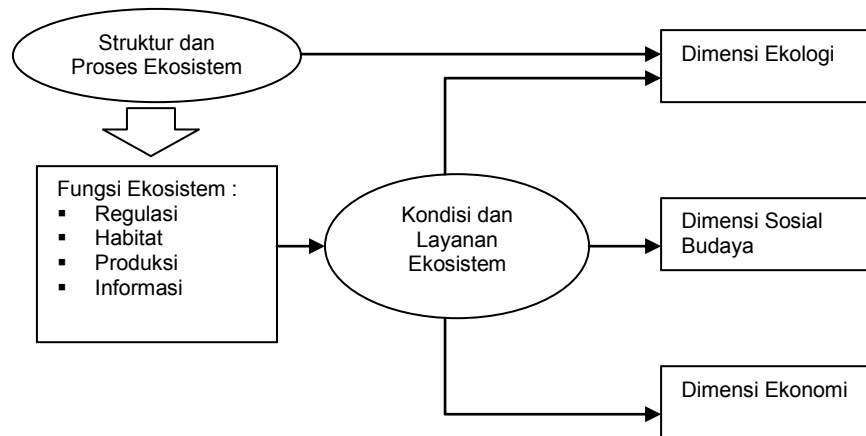 Struktur dan
Proses Ekosistem
Dimensi Ekologi
Fungsi Ekosistem :
▪ Regulasi
▪ Habitat
▪ Produksi
▪ Informasi
Kondisi dan
Layanan
Ekosistem
Dimensi Sosial
Budaya
Dimensi Ekonomi